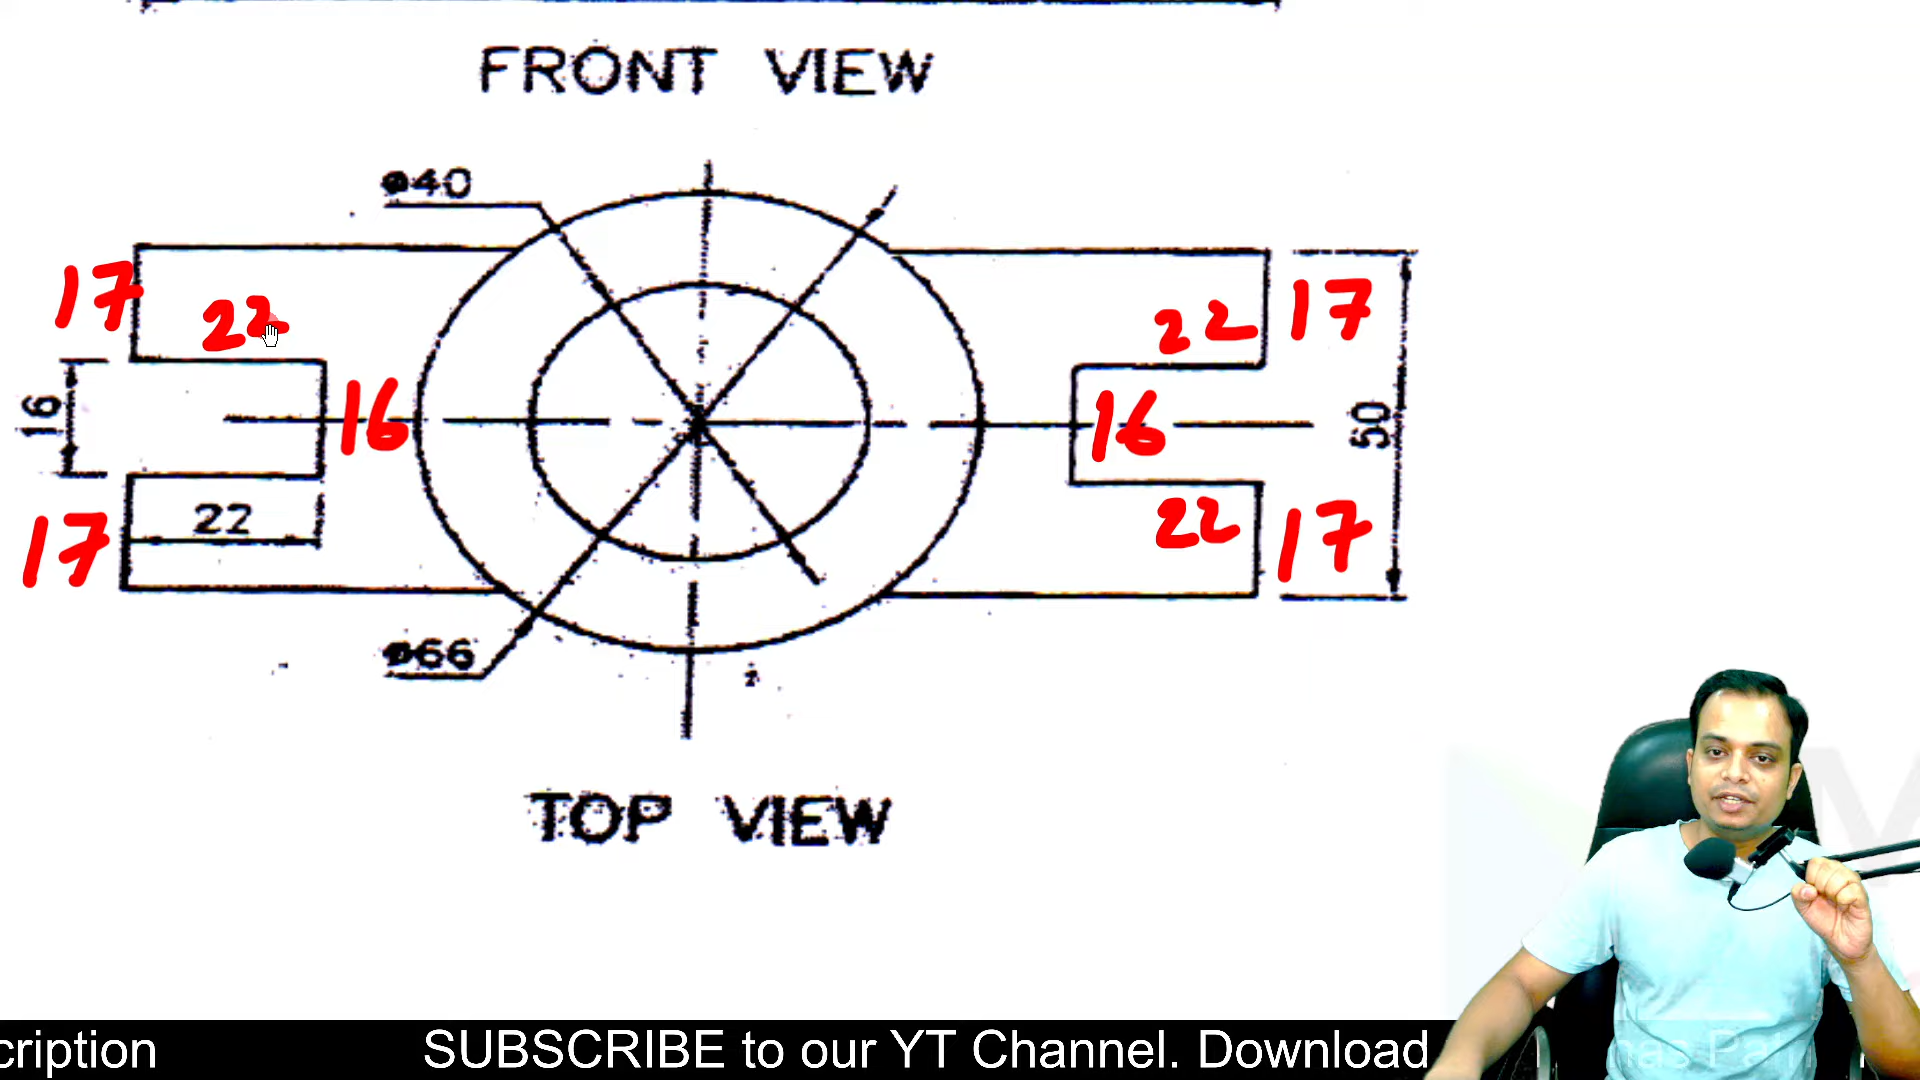 FRONT VIEW
ø40
17
22
22
17
16
16
16
50
22
22
17
17
ø66
TOP VIEW
cription SUBSCRIBE to our YT Channel. Download